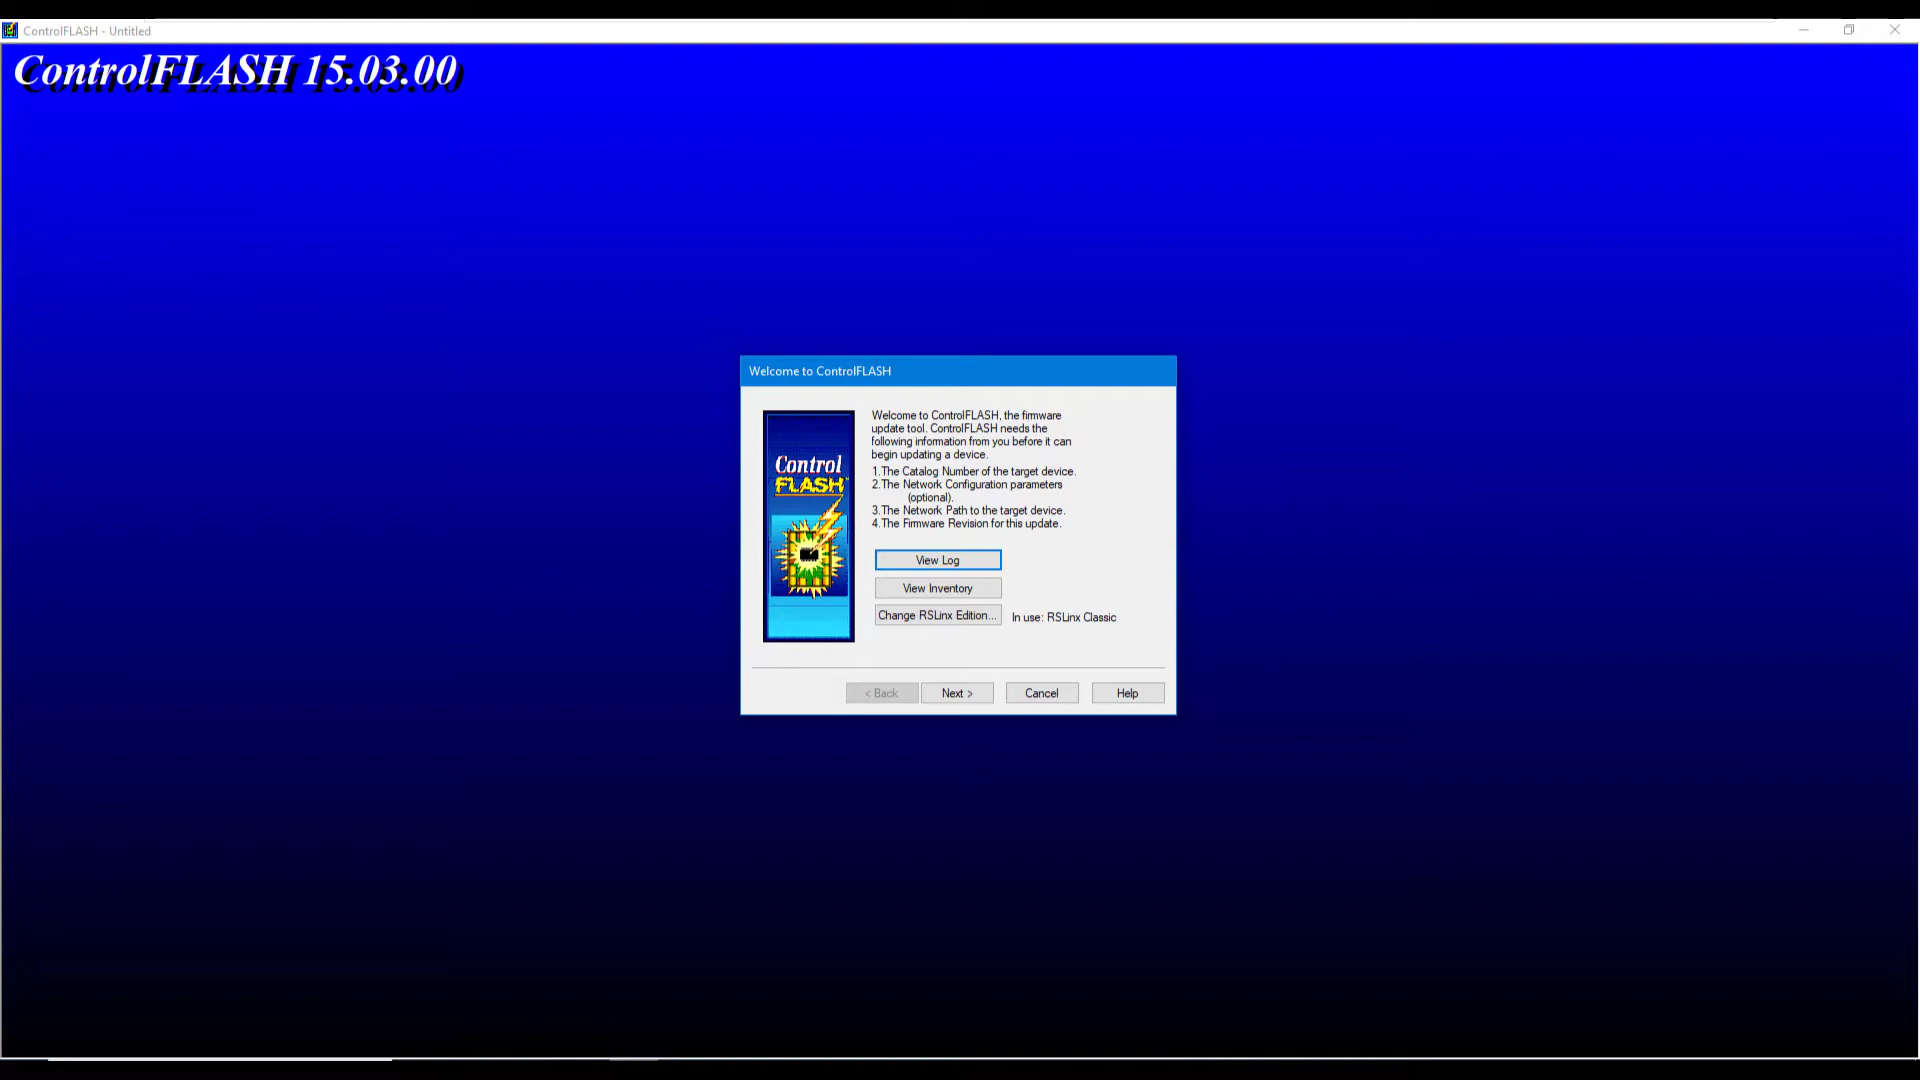 ControlFLASH - Untitled
ControlFLASH 15.03.00
Welcome to ControlFLASH
Control
FLASH
Welcome to ControlFLASH, the firmware
update tool. ControlFLASH needs the
following information from you before it can
begin updating a device.
1.The Catalog Number of the target device.
2.The Network Configuration parameters
(optional).
3.The Network Path to the target device.
4.The Firmware Revision for this update.
View Log
View Inventory
Change RSLinx Edition... In use: RSLinx Classic
< Back Next > Cancel Help